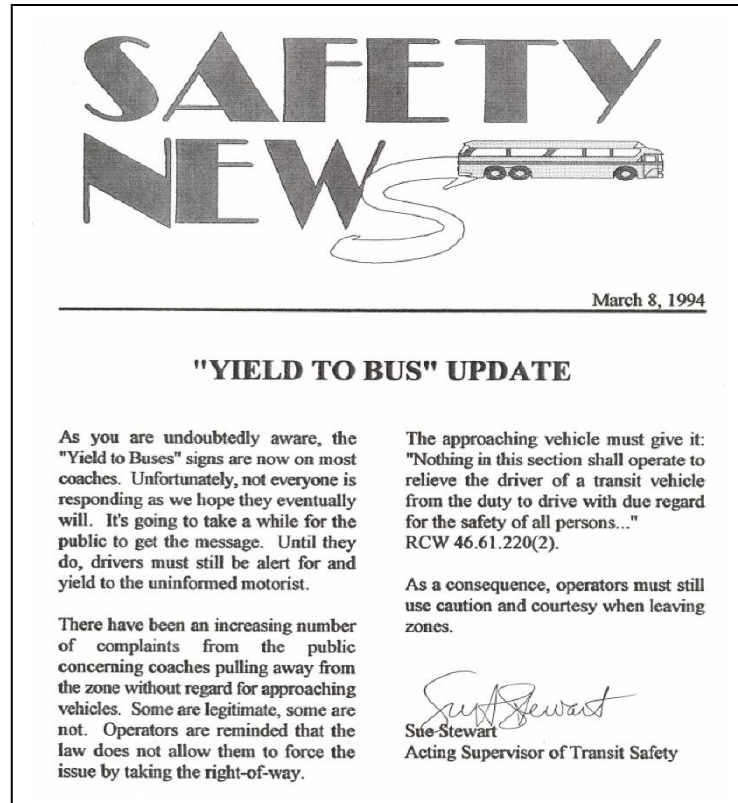 SAFETY
NEWS
March 8, 1994
"YIELD TO BUS" UPDATE
As you are undoubtedly aware, the
"Yield to Buses" signs are now on most
coaches. Unfortunately, not everyone is
responding as we hope they eventually
will. It's going to take a while for the
public to get the message. Until they
do, drivers must still be alert for and
yield to the uninformed motorist.
There have been an increasing number
of complaints from the public
concerning coaches pulling away from
the zone without regard for approaching
vehicles. Some are legitimate, some are
not. Operators are reminded that the
law does not allow them to force the
issue by taking the right-of-way.
The approaching vehicle must give it:
"Nothing in this section shall operate to
relieve the driver of a transit vehicle
from the duty to drive with due regard
for the safety of all persons..."
RCW 46.61.220(2).
As a consequence, operators must still
use caution and courtesy when leaving
zones.
Sue Stewart
Sue Stewart
Acting Supervisor of Transit Safety